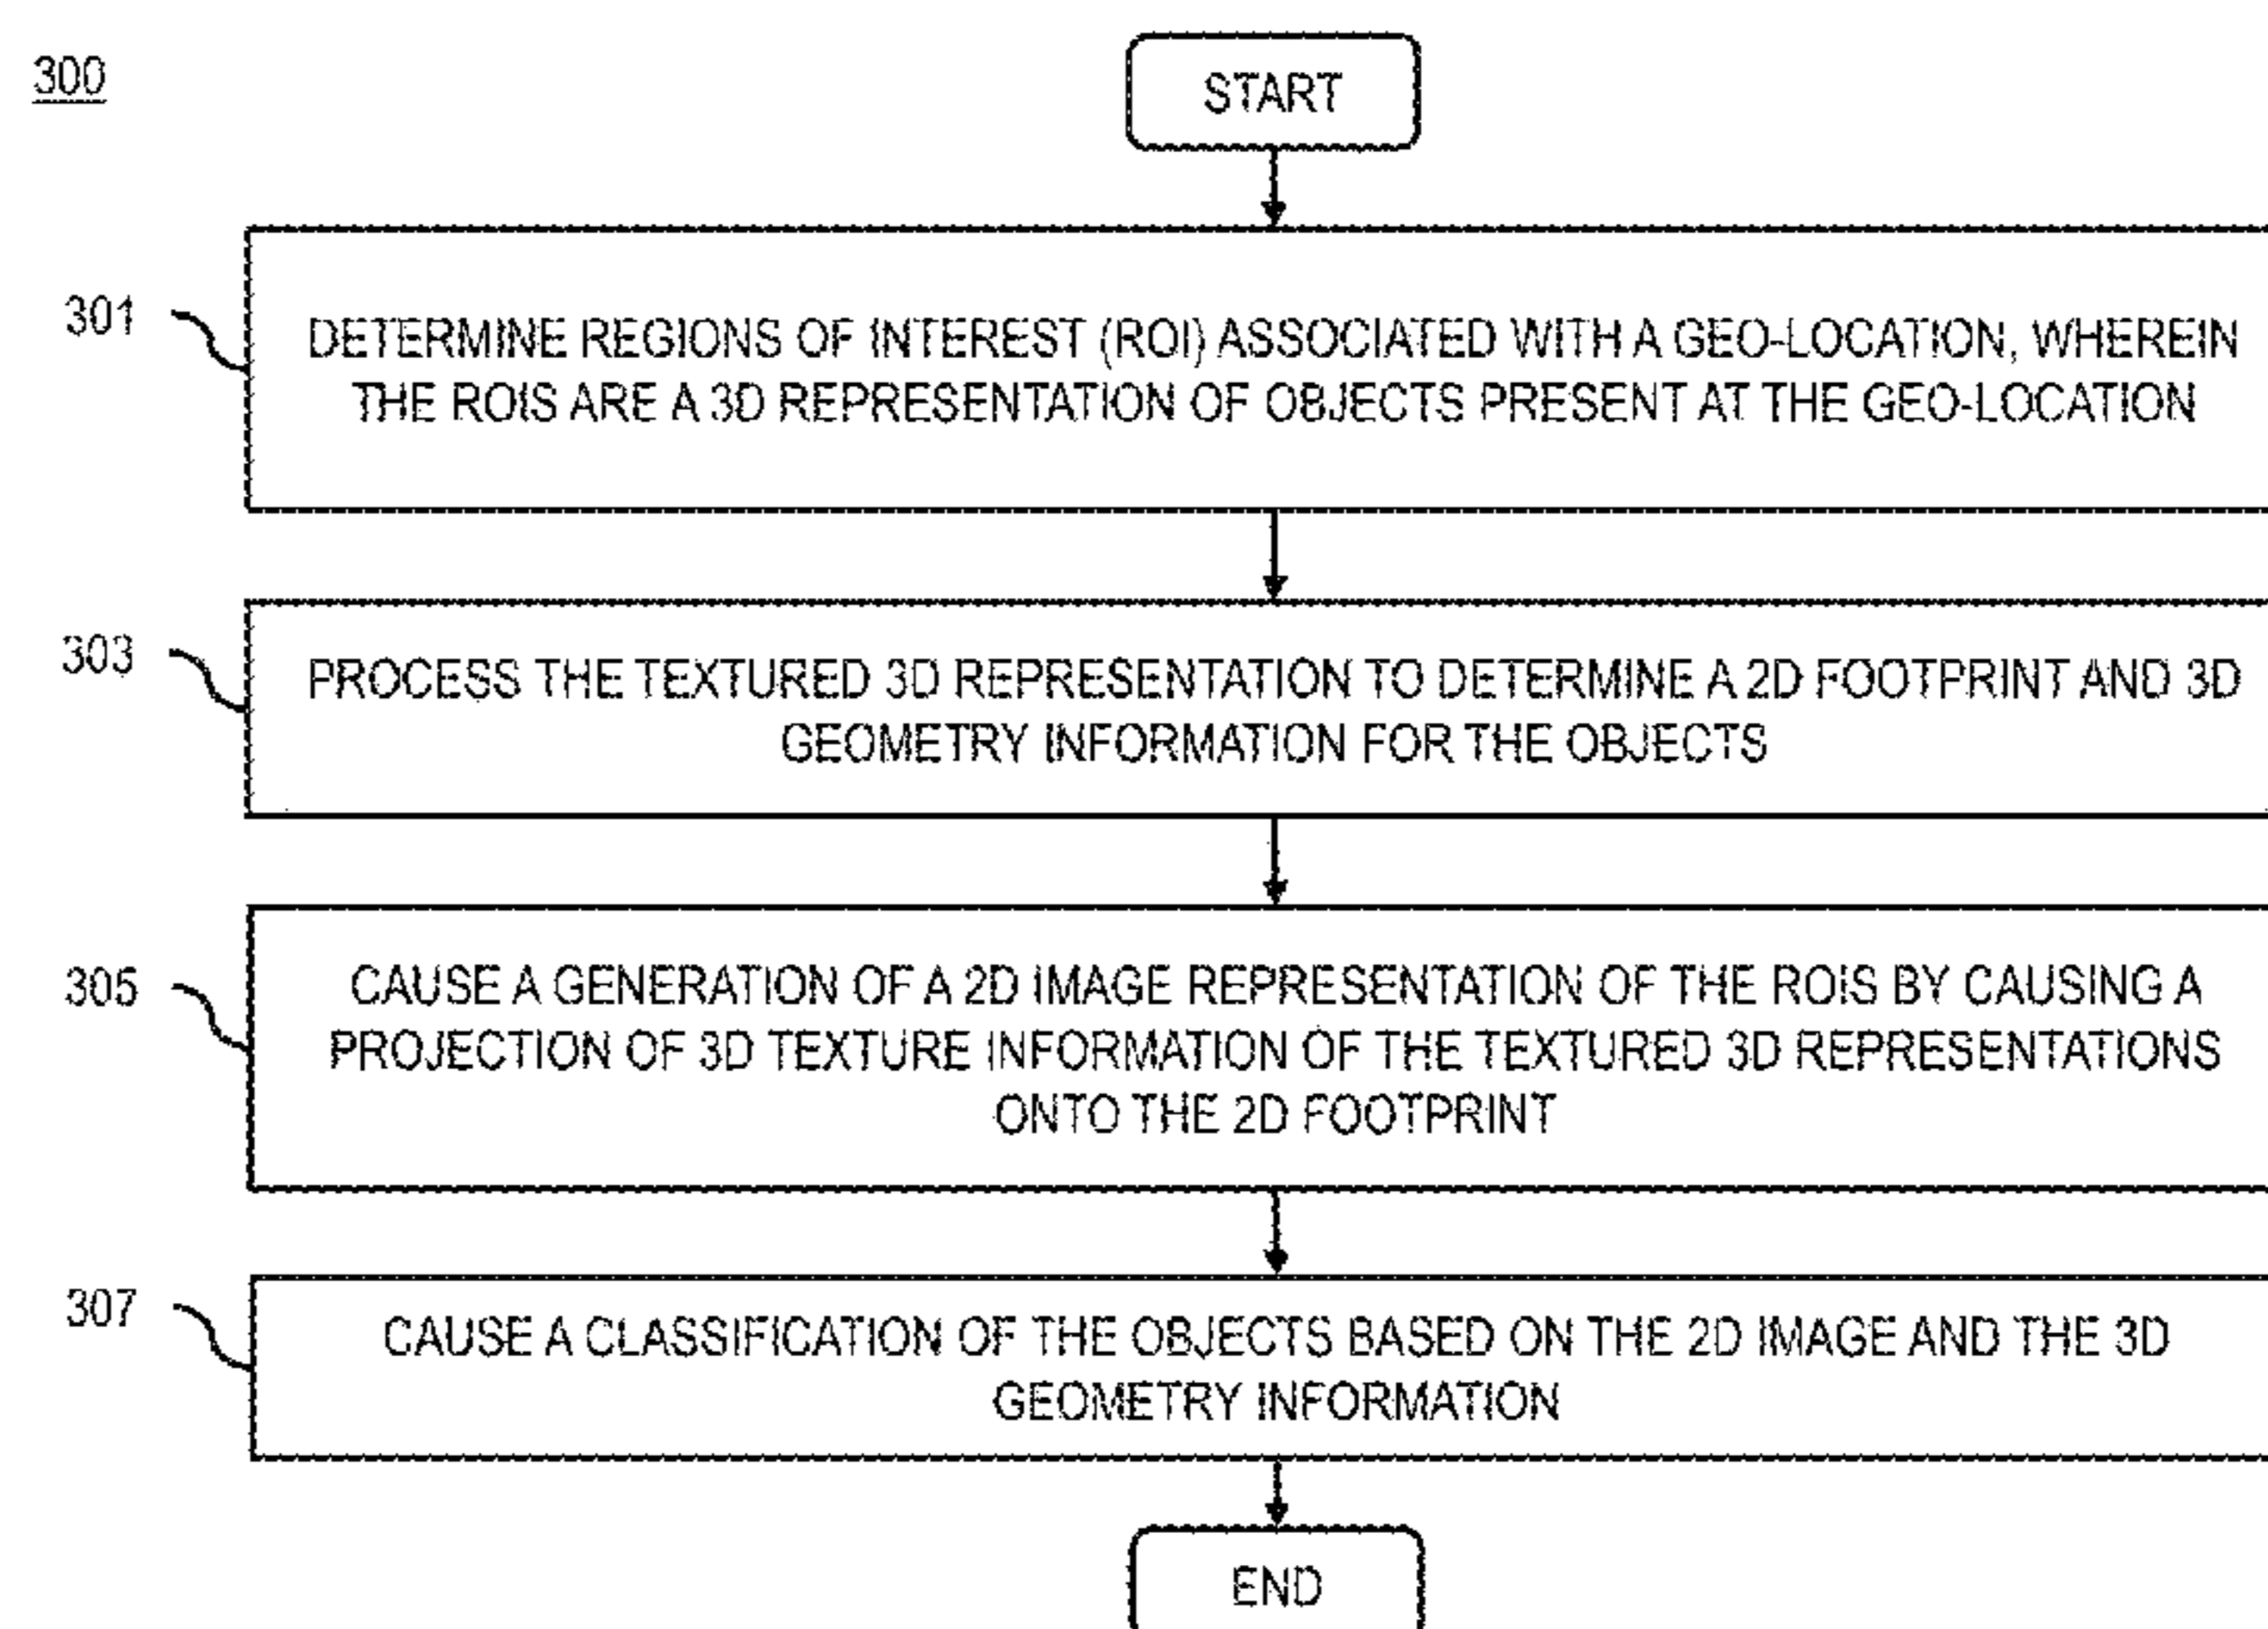 300
START
301
DETERMINE REGIONS OF INTEREST (ROI) ASSOCIATED WITH A GEO-LOCATION, WHEREIN
THE ROIS ARE A 3D REPRESENTATION OF OBJECTS PRESENT AT THE GEO-LOCATION
303
PROCESS THE TEXTURED 3D REPRESENTATION TO DETERMINE A 2D FOOTPRINT AND 3D
GEOMETRY INFORMATION FOR THE OBJECTS
305
CAUSE A GENERATION OF A 2D IMAGE REPRESENTATION OF THE ROIS BY CAUSING A
PROJECTION OF 3D TEXTURE INFORMATION OF THE TEXTURED 3D REPRESENTATIONS
ONTO THE 2D FOOTPRINT
307
CAUSE A CLASSIFICATION OF THE OBJECTS BASED ON THE 2D IMAGE AND THE 3D
GEOMETRY INFORMATION
END